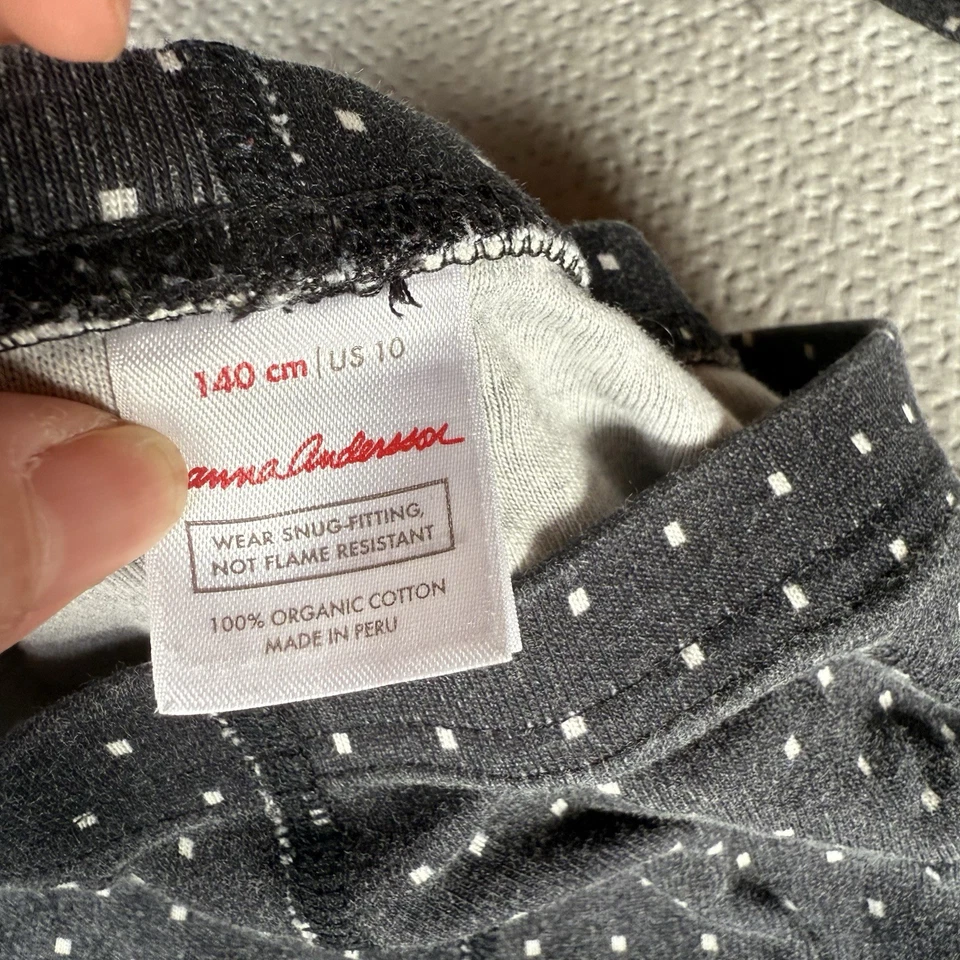 140 cm | US 10
anna Andersson
WEAR SNUG-FITTING,
NOT FLAME RESISTANT
100% ORGANIC COTTON
MADE IN PERU